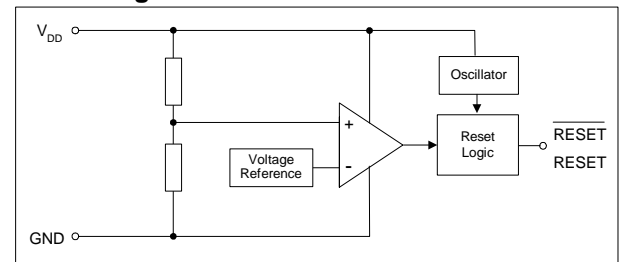 V_DD
Oscillator
+
Reset
Logic
RESET
RESET
Voltage
Reference
-
GND